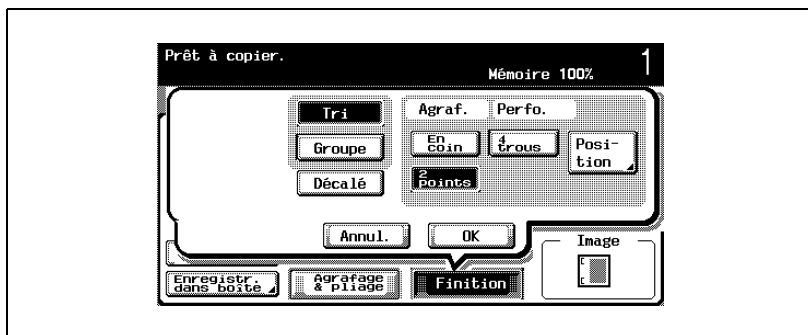 Prêt à copier.
Mémoire 100%
1
Tri
Groupe
Décalé
Agraf.
Perfo.
En
coin
4
trous
Posi-
tion
2
points
Annul.
OK
Image
Enregistr.
dans boîte
Agrafage
& pliage
Finition